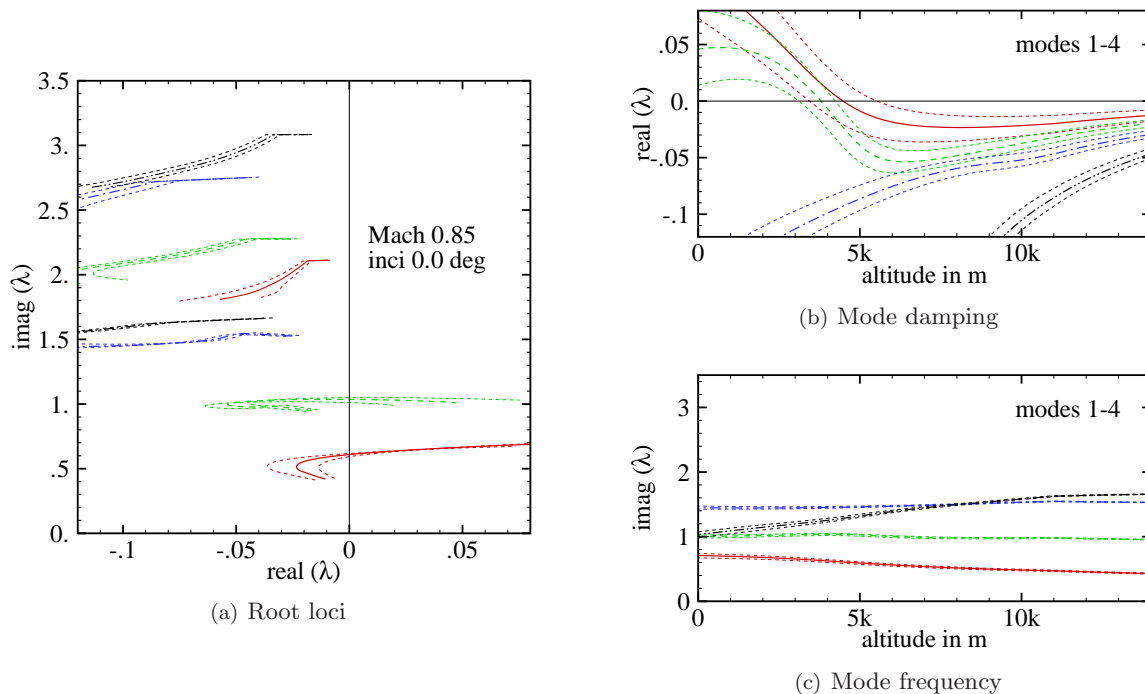 3.5
3.0
2.5
2.0
1.5
1.
.5
0
imag (λ)
-.1
-.05
0
.05
real (λ)
Mach 0.85
inci 0.0 deg
(a) Root loci
.05
0.
-.05
-.1
real (λ)
modes 1-4
0
5k
10k
altitude in m
(b) Mode damping
3
2
1
0
imag (λ)
modes 1-4
0
5k
10k
altitude in m
(c) Mode frequency